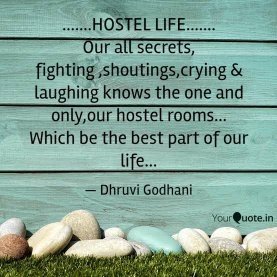 .......HOSTEL LIFE.......
Our all secrets,
fighting ,shoutings,crying &
laughing knows the one and
only,our hostel rooms...
Which be the best part of our
life...
— Dhruvi Godhani
YourQuote.in